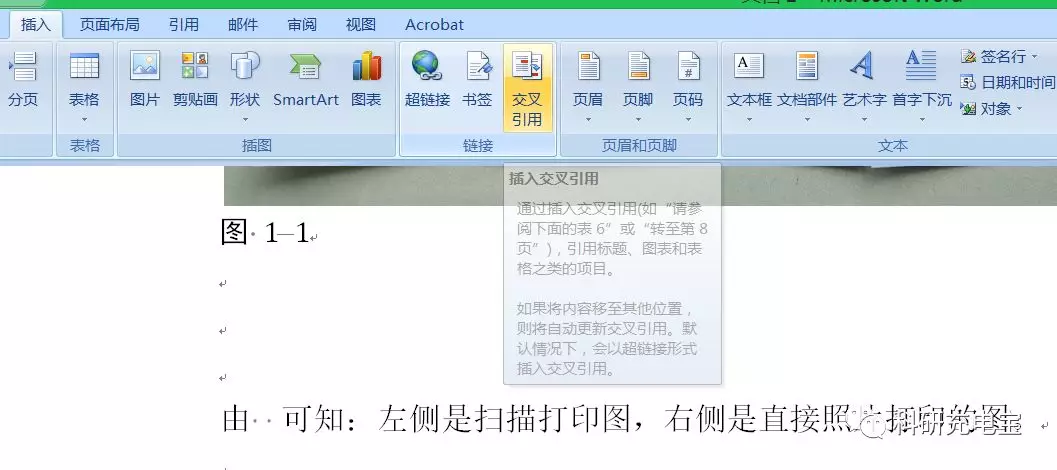 插入 页面布局 引用 邮件 审阅 视图 Acrobat
分页 表格 图片 剪贴画 形状 SmartArt 图表 超链接 书签 交叉引用 页眉 页脚 页码 文本框 文档部件 艺术字 首字下沉 签名行
日期和时间
对象
表格 插图 链接 页眉和页脚 文本
插入交叉引用
通过插入交叉引用(如“请参
阅下面的表 6”或“转至第 8
页”)，引用标题、图表和表
格之类的项目。
如果将内容移至其他位置，
则将自动更新交叉引用。默
认情况下，会以超链接形式
插入交叉引用。
图 1–1
由 可知：左侧是扫描打印图，右侧是直接照片打印的图
科研充电宝